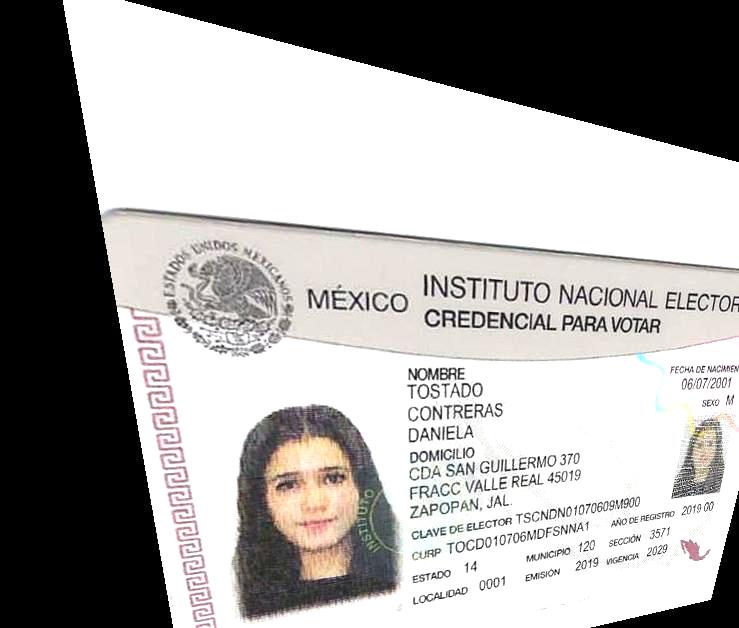 ESTADOS UNIDOS MEXICANOS
MÉXICO
INSTITUTO NACIONAL ELECTOR
CREDENCIAL PARA VOTAR
NOMBRE
TOSTADO
CONTRERAS
DANIELA
DOMICILIO
CDA SAN GUILLERMO 370
FRACC VALLE REAL 45019
ZAPOPAN, JAL.
FECHA DE NACIMIEN
06/07/2001
SEXO M
CLAVE DE ELECTOR TSCNDN01070609M900
CURP TOCD010706MDFSNNA1 AÑO DE REGISTRO 2019 00
ESTADO 14 MUNICIPIO 120 SECCIÓN 3571
LOCALIDAD 0001 EMISIÓN 2019 VIGENCIA 2029
INSTITUTO